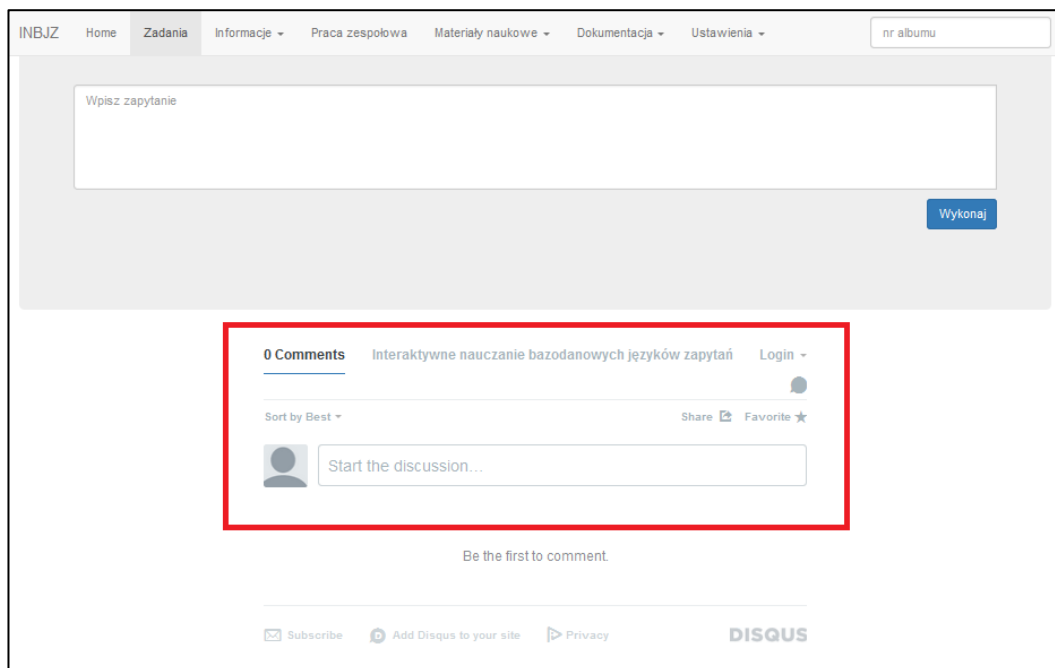 INBJZ Home Zadania Informacje Praca zespołowa Materiały naukowe Dokumentacja Ustawienia nr albumu
Wpisz zapytanie
Wykonaj
0 Comments Interaktywne nauczanie bazodanowych języków zapytań Login
Sort by Best Share Favorite
Start the discussion...
Be the first to comment.
Subscribe Add Disqus to your site Privacy DISQUS